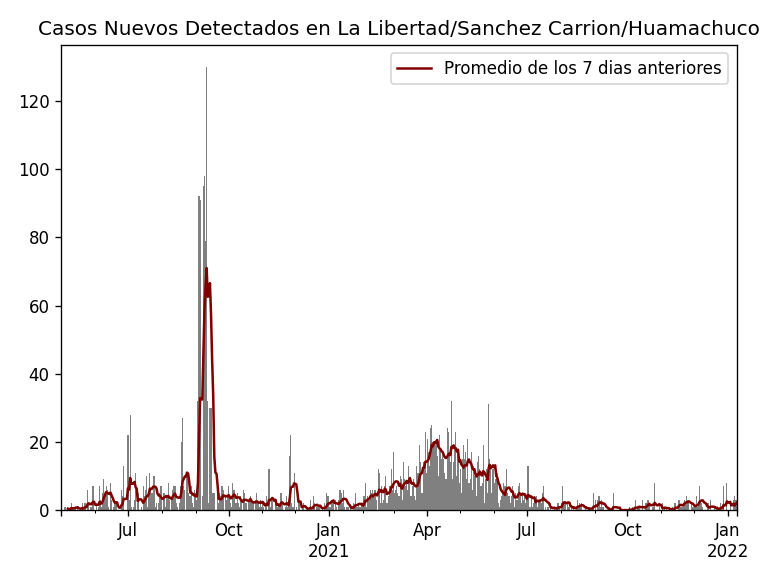 Casos Nuevos Detectados en La Libertad/Sanchez Carrion/Huamachuco
Promedio de los 7 dias anteriores
120
100
80
60
40
20
0
Jul Oct Jan Apr Jul Oct Jan
2021 2022